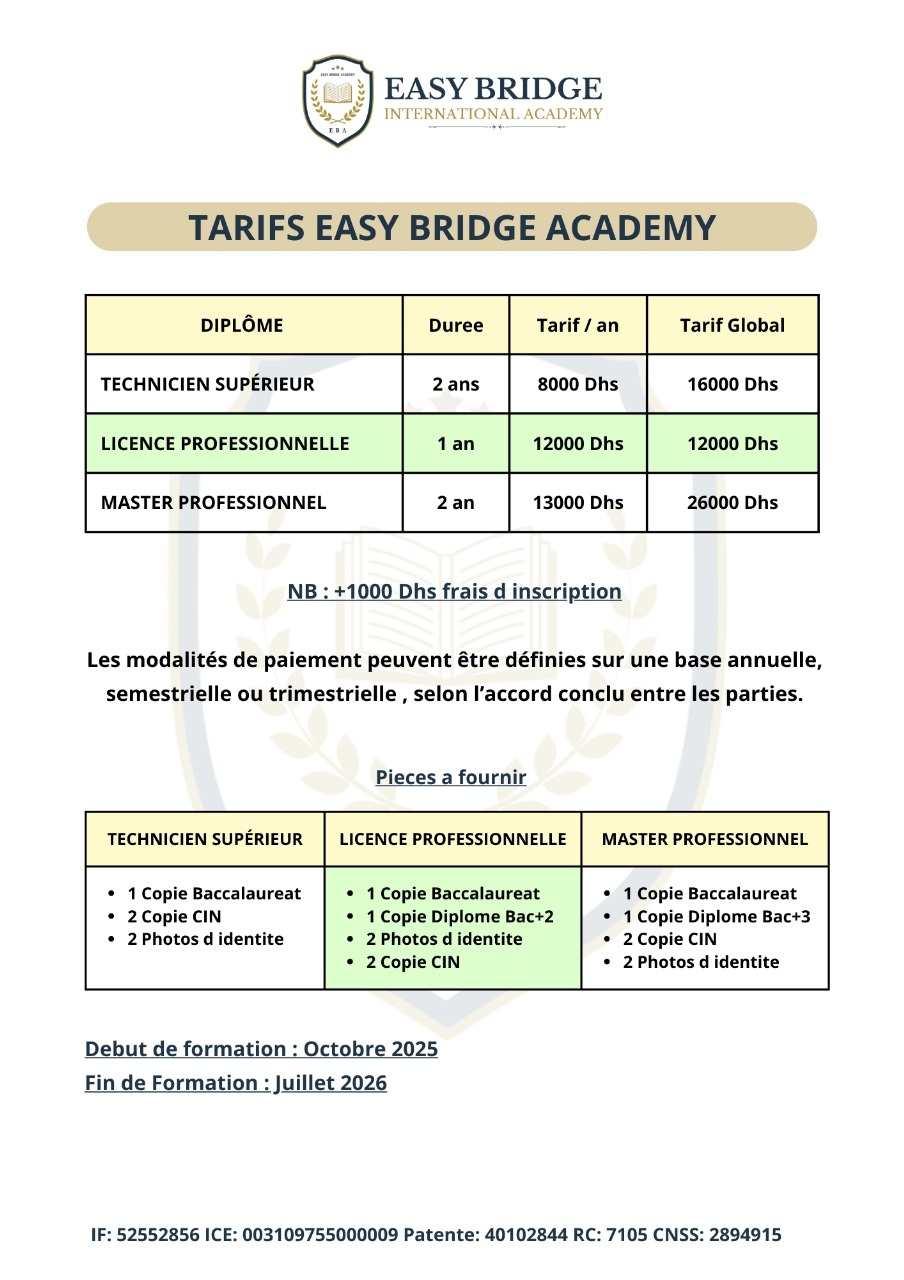 EASY BRIDGE ACADEMY
E B A
EASY BRIDGE
INTERNATIONAL ACADEMY
TARIFS EASY BRIDGE ACADEMY
DIPLÔME Duree Tarif / an Tarif Global
TECHNICIEN SUPÉRIEUR 2 ans 8000 Dhs 16000 Dhs
LICENCE PROFESSIONNELLE 1 an 12000 Dhs 12000 Dhs
MASTER PROFESSIONNEL 2 an 13000 Dhs 26000 Dhs
NB : +1000 Dhs frais d inscription
Les modalités de paiement peuvent être définies sur une base annuelle,
semestrielle ou trimestrielle , selon l’accord conclu entre les parties.
Pieces a fournir
TECHNICIEN SUPÉRIEUR LICENCE PROFESSIONNELLE MASTER PROFESSIONNEL
• 1 Copie Baccalaureat
• 2 Copie CIN
• 2 Photos d identite
• 1 Copie Baccalaureat
• 1 Copie Diplome Bac+2
• 2 Photos d identite
• 2 Copie CIN
• 1 Copie Baccalaureat
• 1 Copie Diplome Bac+3
• 2 Copie CIN
• 2 Photos d identite
Debut de formation : Octobre 2025
Fin de Formation : Juillet 2026
IF: 52552856 ICE: 003109755000009 Patente: 40102844 RC: 7105 CNSS: 2894915